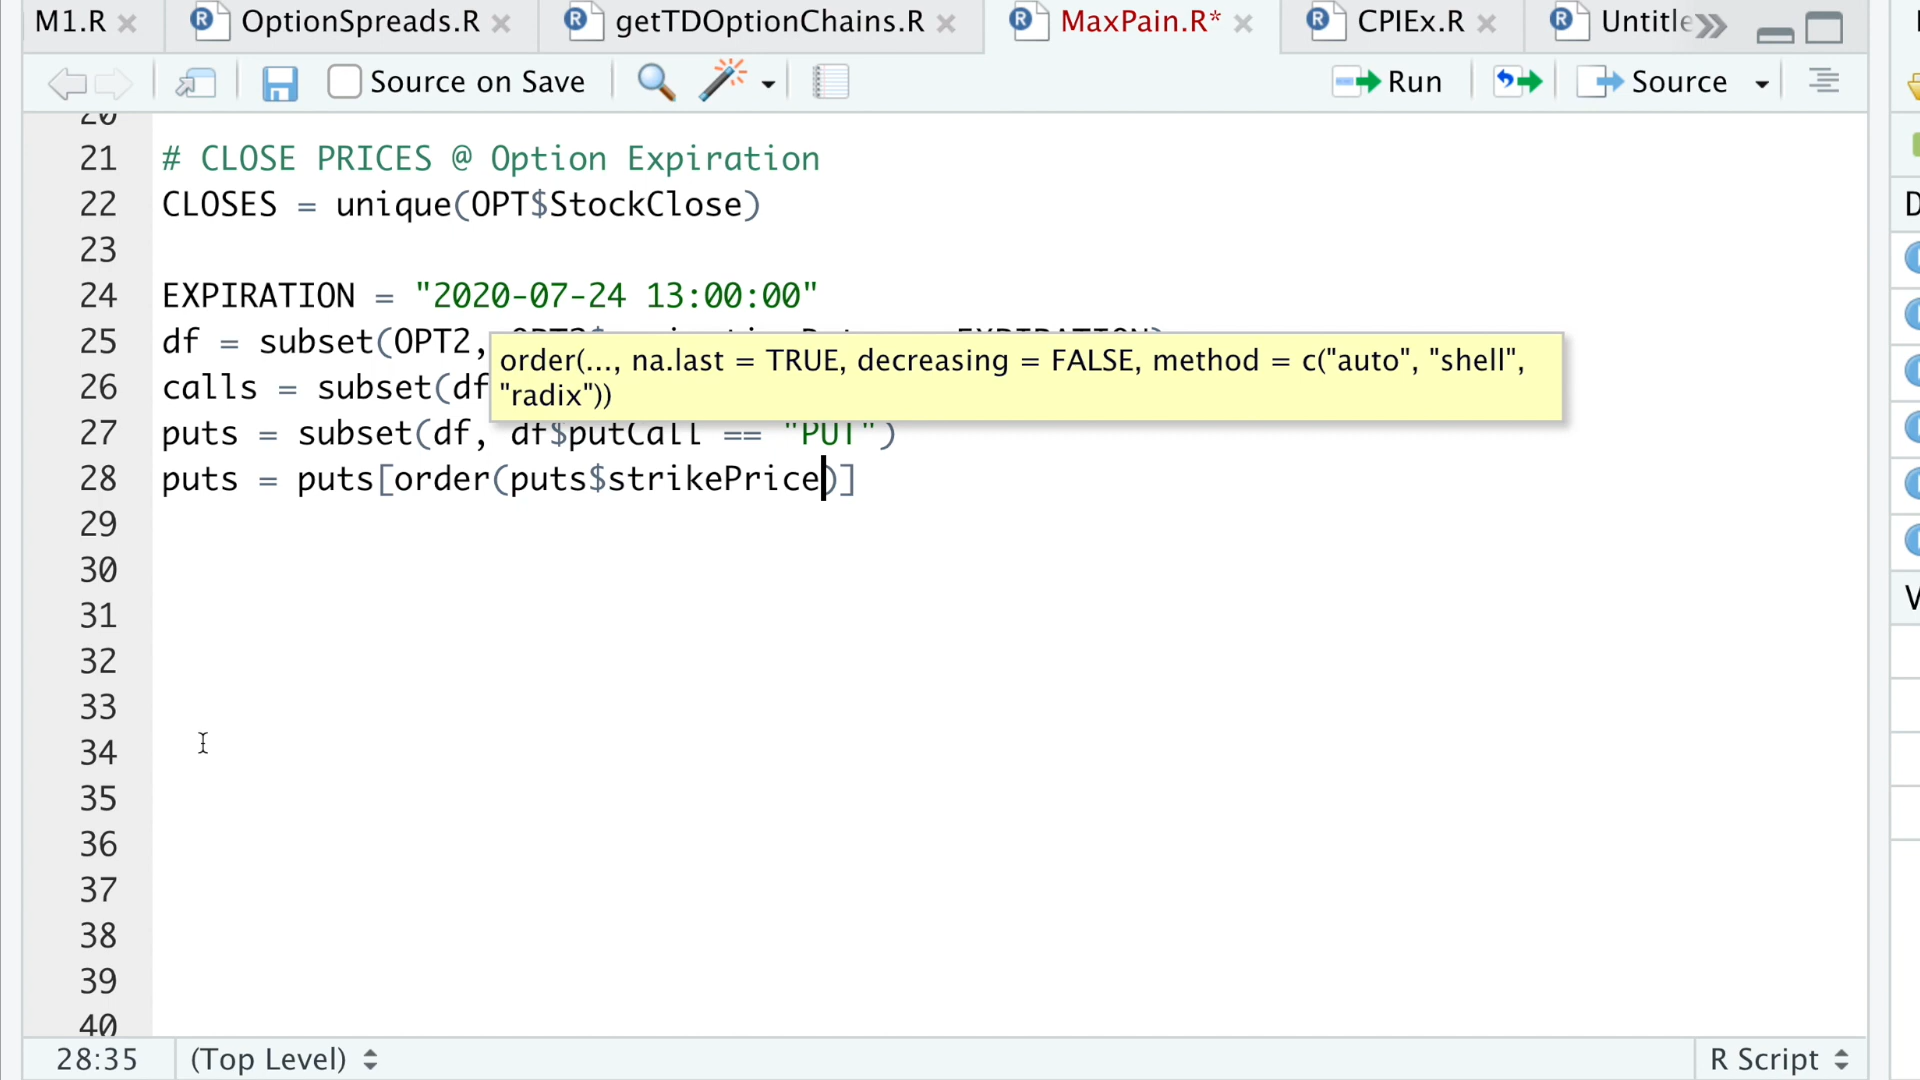 M1.R OptionSpreads.R getTDOptionChains.R MaxPain.R* CPIEx.R
Source on Save Run Source
20
21 # CLOSE PRICES @ Option Expiration
22 CLOSES = unique(OPT$StockClose)
23
24 EXPIRATION = "2020-07-24 13:00:00"
25 df = subset(OPT2,
order(..., na.last = TRUE, decreasing = FALSE, method = c("auto", "shell",
"radix"))
26 calls = subset(df
27 puts = subset(df, df$putCall == "PUT")
28 puts = puts[order(puts$strikePrice)]
29
30
31
32
33
34
35
36
37
38
39
40
28:35 (Top Level) R Script